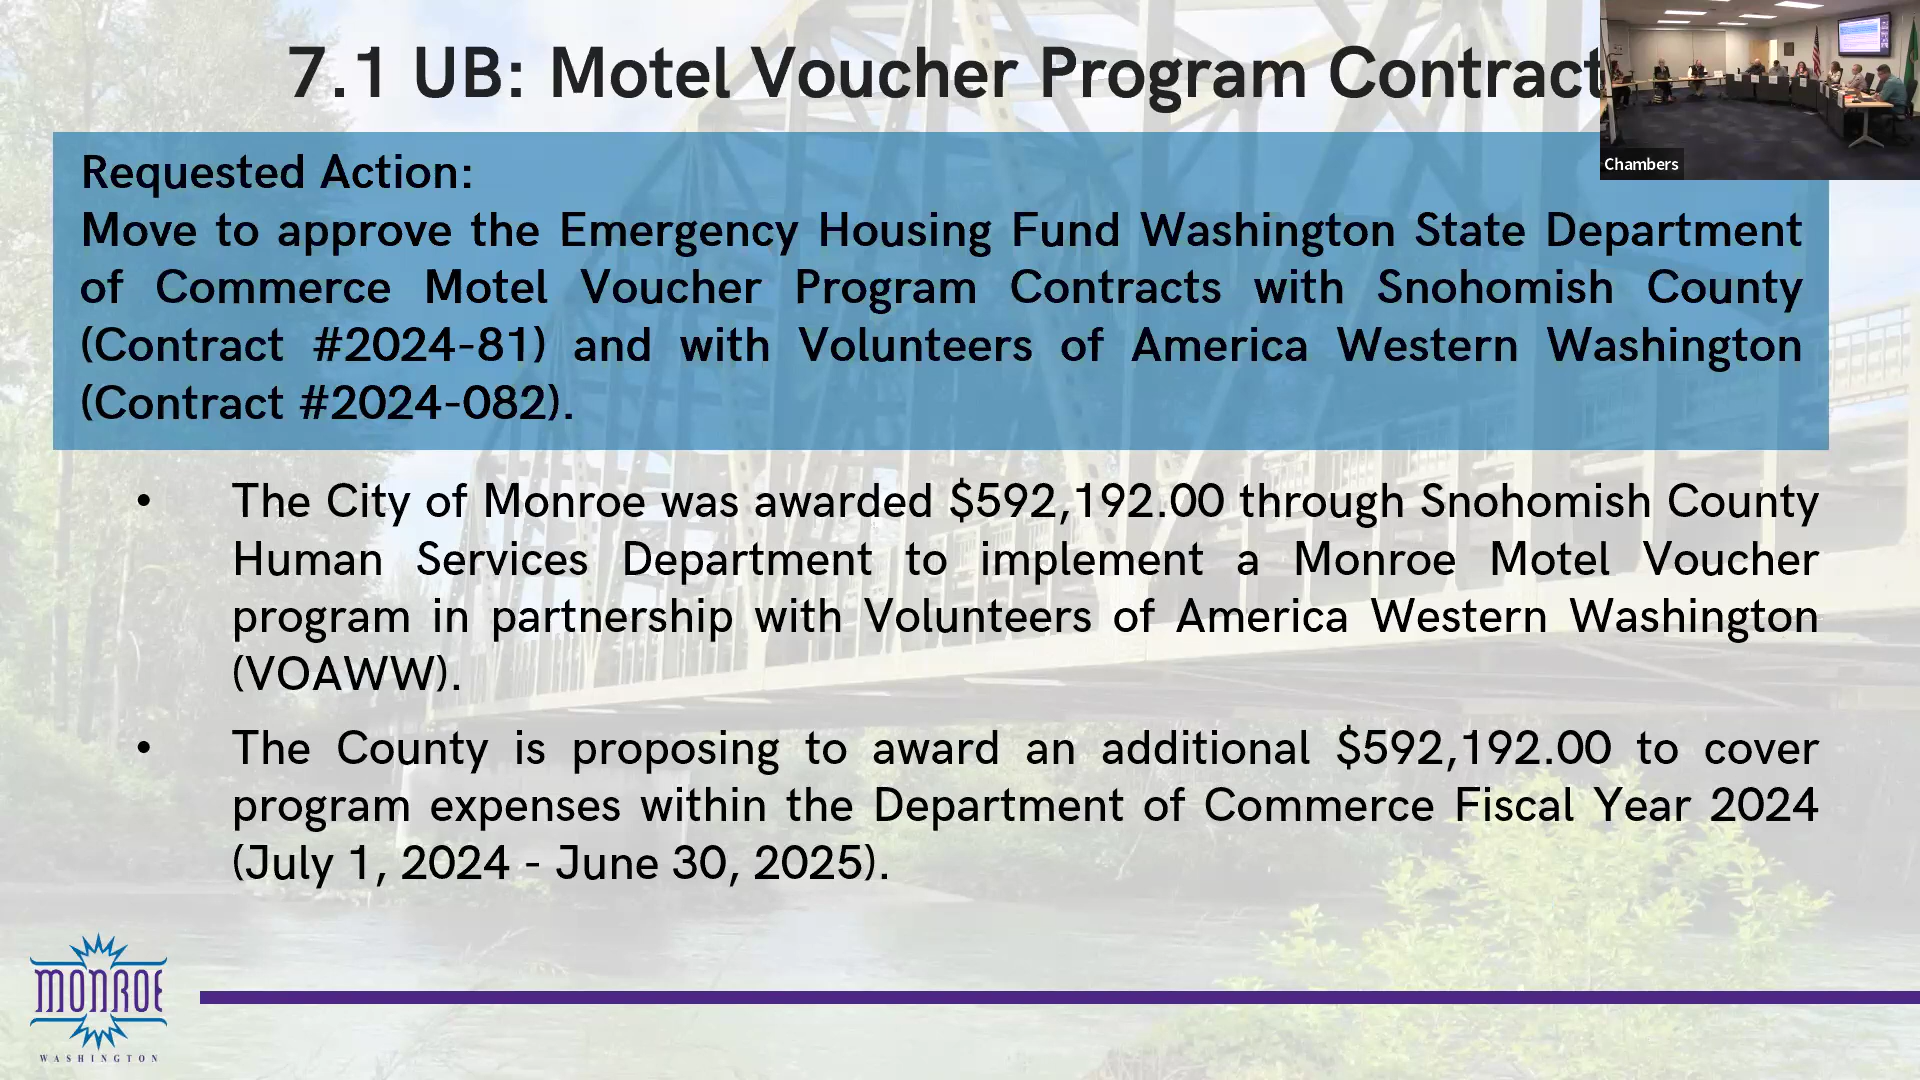 7.1 UB: Motel Voucher Program Contract
Chambers
Requested Action:
Move to approve the Emergency Housing Fund Washington State Department
of Commerce Motel Voucher Program Contracts with Snohomish County
(Contract #2024-81) and with Volunteers of America Western Washington
(Contract #2024-082).
• The City of Monroe was awarded $592,192.00 through Snohomish County
Human Services Department to implement a Monroe Motel Voucher
program in partnership with Volunteers of America Western Washington
(VOAWW).
• The County is proposing to award an additional $592,192.00 to cover
program expenses within the Department of Commerce Fiscal Year 2024
(July 1, 2024 - June 30, 2025).
MONROE
WASHINGTON